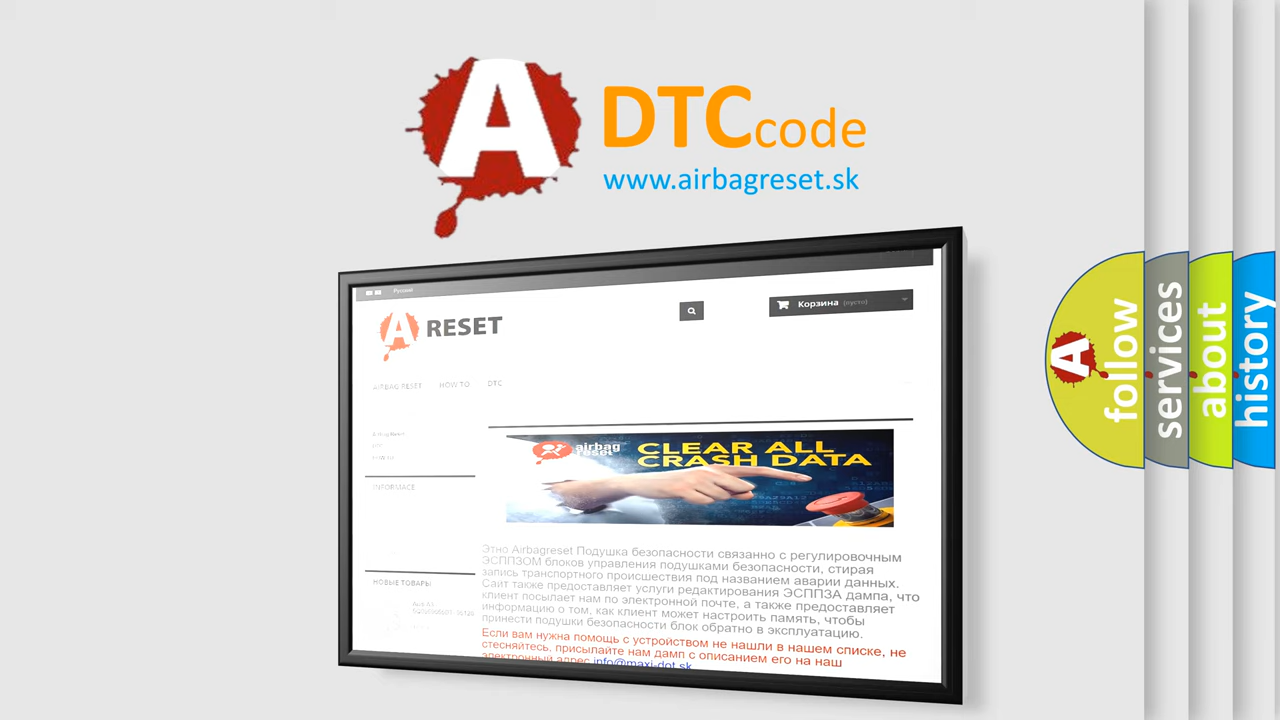 A DTCcode
www.airbagreset.sk
Русский
A RESET
Корзина (пусто)
AIRBAG RESET HOW TO DTC
Airbag Reset
HOW TO
INFORMACE
НОВЫЕ ТОВАРЫ
airbag
reset
CLEAR ALL
CRASH DATA
Этно Airbagreset Подушка безопасности связанно с регулировочным
ЭСППЗОМ блоков управления подушками безопасности, стирая
запись транспортного происшествия под названием аварии данных.
Сайт также предоставляет услуги редактирования ЭСППЗА дампа, что
клиент посылает нам по электронной почте, а также предоставляет
информацию о том, как клиент может настроить память, чтобы
принести подушки безопасности блок обратно в эксплуатацию.
Если вам нужна помощь с устройством не нашли в нашем списке, не
стесняйтесь, присылайте нам дамп с описанием его на наш
электронный адрес info@maxi-dot.sk
A follow
services
about
history